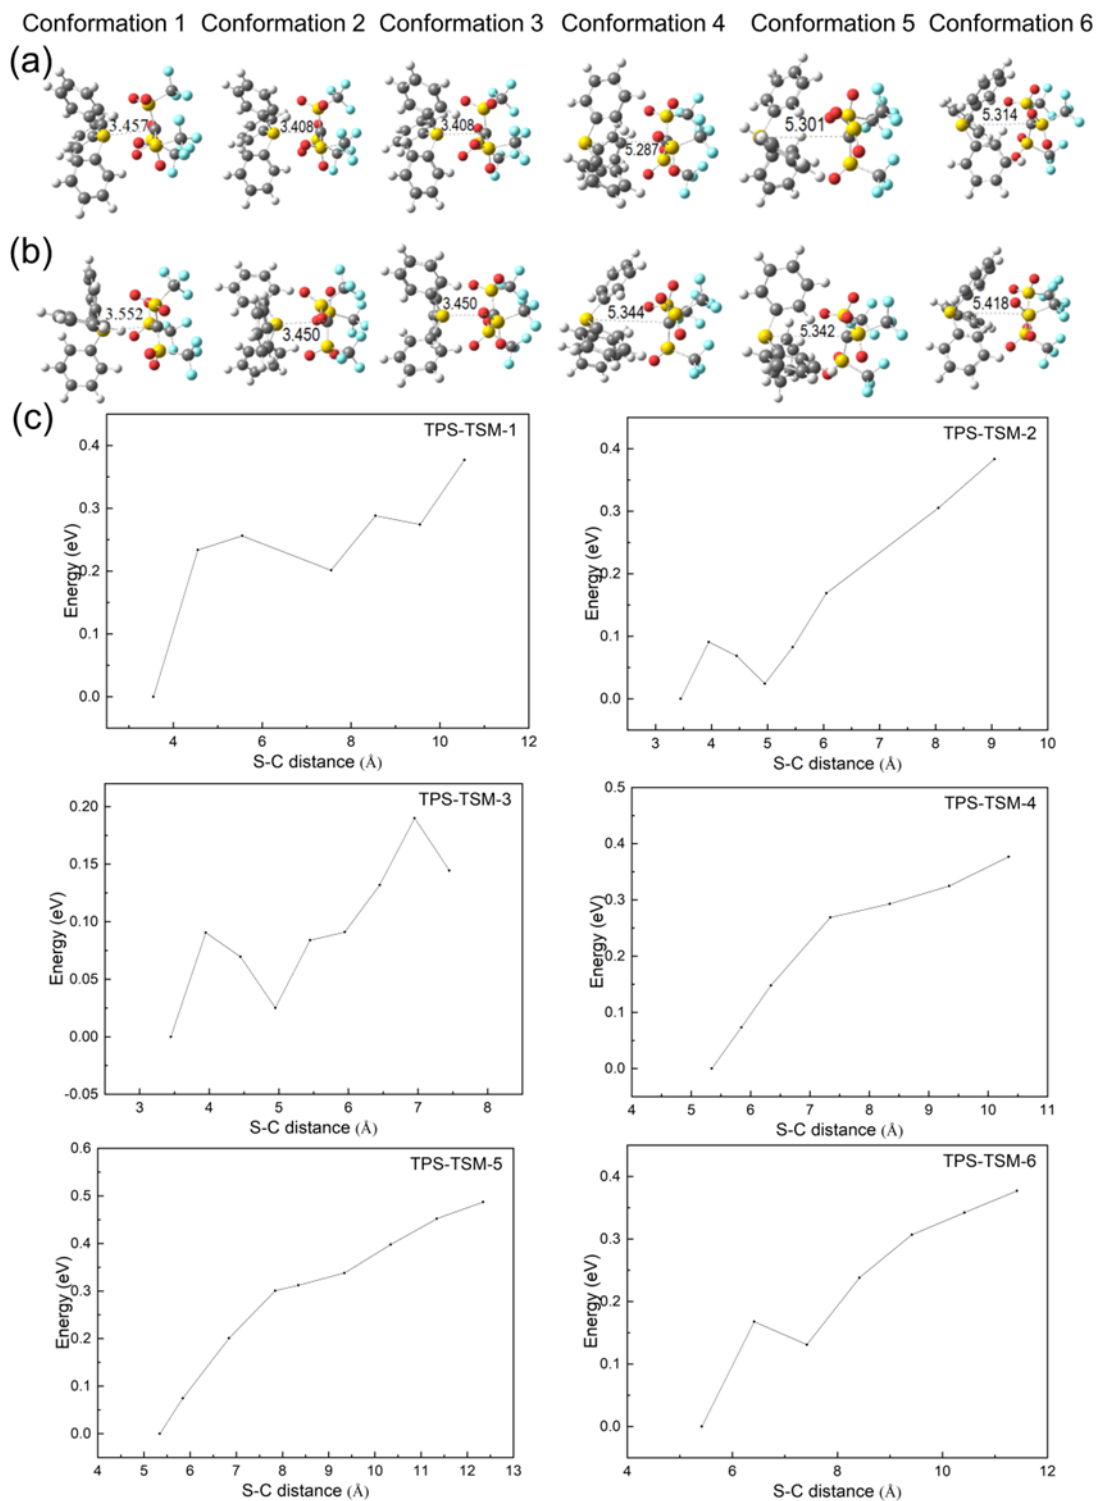 Conformation 1 Conformation 2 Conformation 3 Conformation 4 Conformation 5 Conformation 6
(a)
3.457 3.408 3.408 5.287 5.301 5.314
(b)
3.552 3.450 3.450 5.344 5.342 5.418
(c)
TPS-TSM-1
Energy (eV)
0.4
0.3
0.2
0.1
0.0
4 6 8 10 12
S-C distance (Å)
TPS-TSM-2
Energy (eV)
0.4
0.3
0.2
0.1
0.0
3 4 5 6 7 8 9 10
S-C distance (Å)
TPS-TSM-3
Energy (eV)
0.20
0.15
0.10
0.05
0.00
-0.05
3 4 5 6 7 8
S-C distance (Å)
TPS-TSM-4
Energy (eV)
0.5
0.4
0.3
0.2
0.1
0.0
4 5 6 7 8 9 10 11
S-C distance (Å)
TPS-TSM-5
Energy (eV)
0.6
0.5
0.4
0.3
0.2
0.1
0.0
4 5 6 7 8 9 10 11 12 13
S-C distance (Å)
TPS-TSM-6
Energy (eV)
0.4
0.3
0.2
0.1
0.0
4 6 8 10 12
S-C distance (Å)